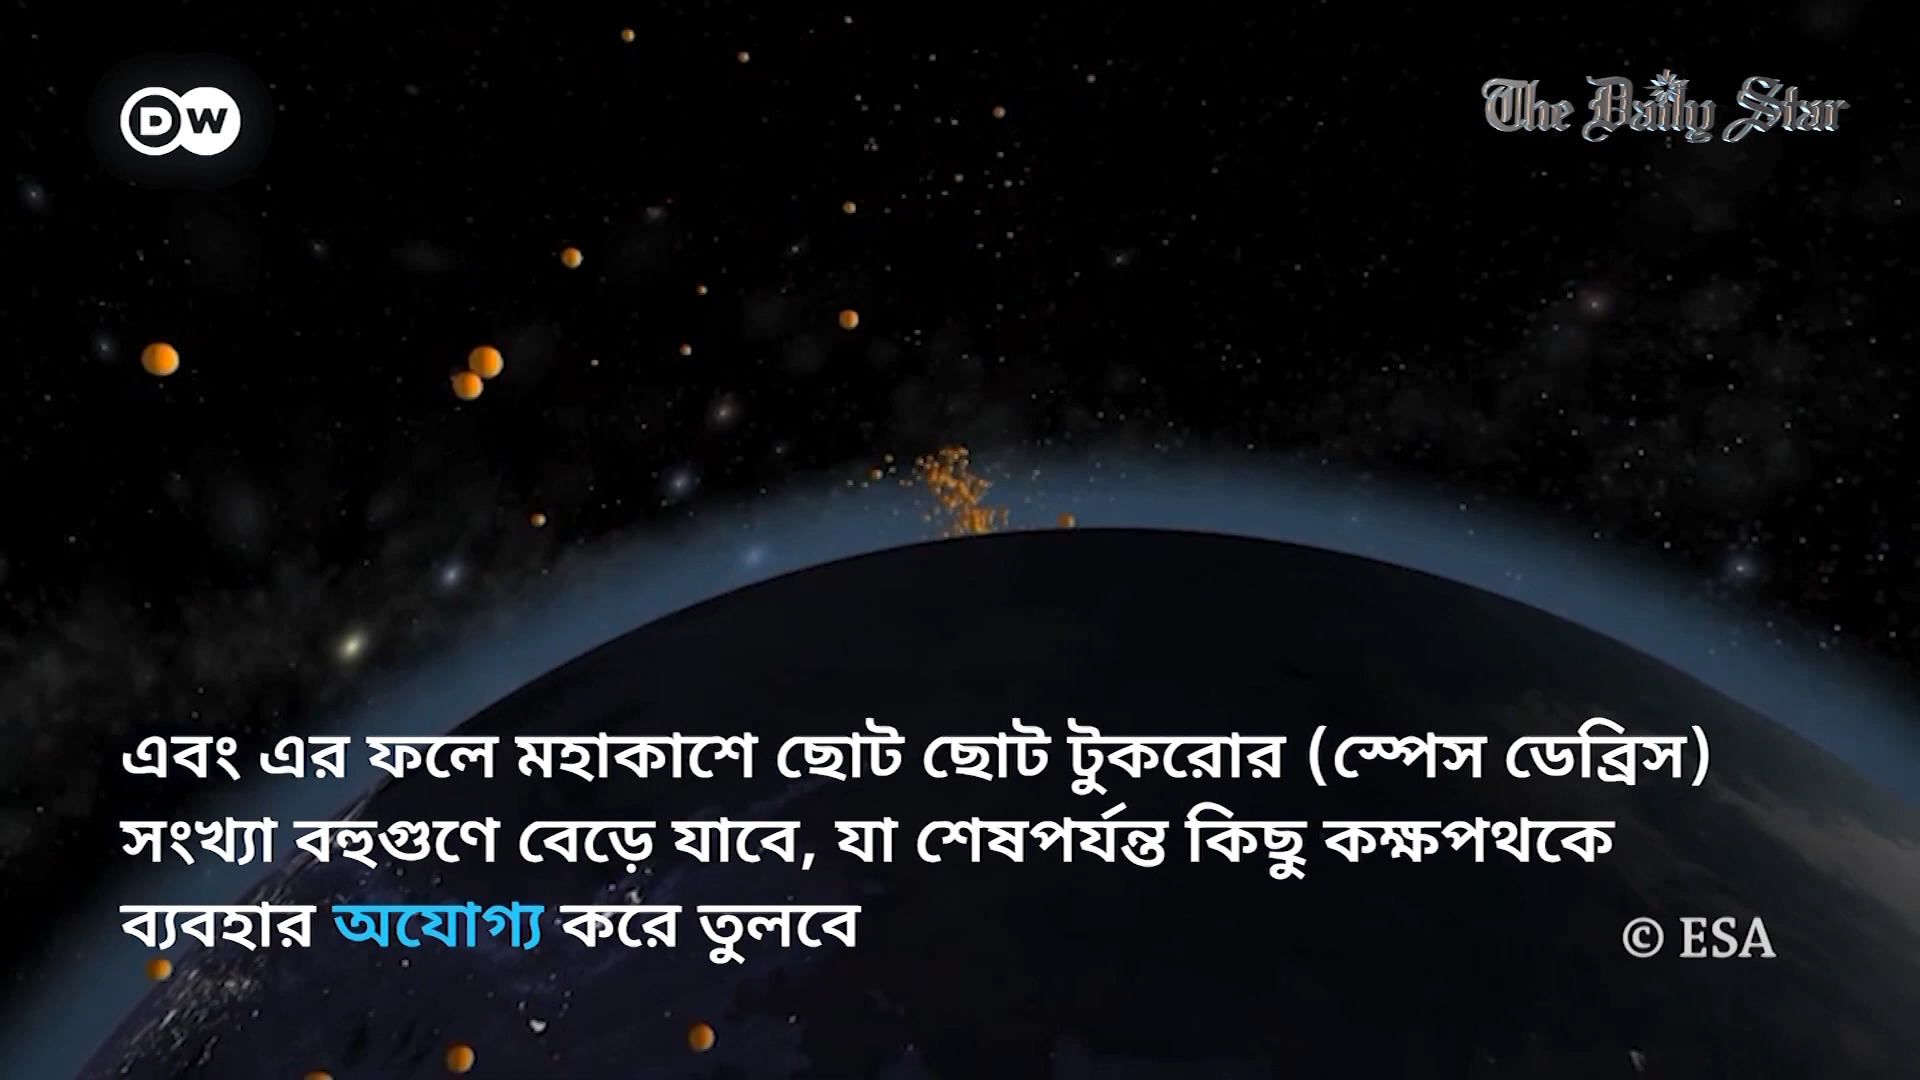 DW
The Daily Star
এবং এর ফলে মহাকাশে ছোট ছোট টুকরোর (স্পেস ডেব্রিস)
সংখ্যা বহুগুণে বেড়ে যাবে, যা শেষপর্যন্ত কিছু কক্ষপথকে
ব্যবহার অযোগ্য করে তুলবে
© ESA